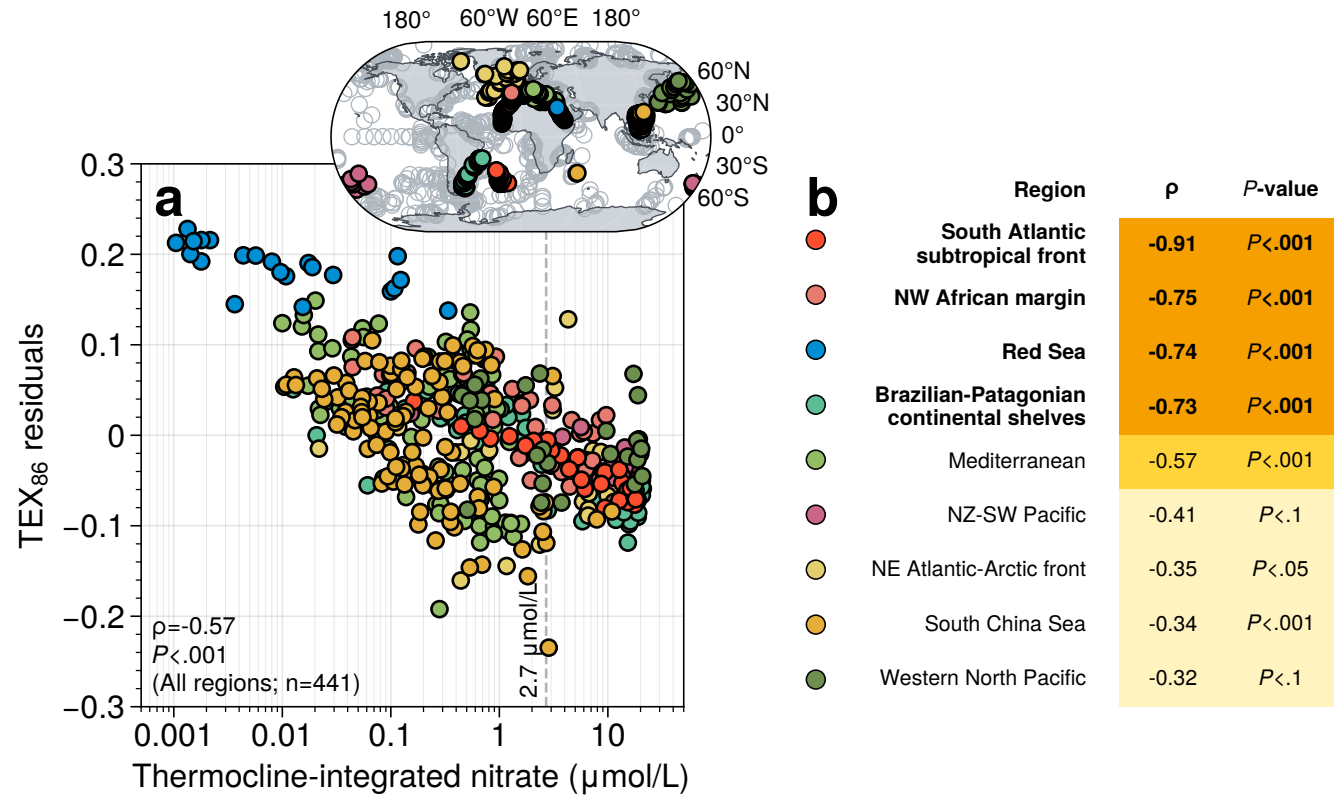 180° 60°W 60°E 180°
60°N
30°N
0°
30°S
60°S
a
0.3
0.2
0.1
0
−0.1
−0.2
−0.3
TEX₈₆ residuals
ρ=-0.57
P<.001
(All regions; n=441)
2.7 μmol/L
0.001 0.01 0.1 1 10
Thermocline-integrated nitrate (μmol/L)
b
Region ρ P-value
South Atlantic
subtropical front -0.91 P<.001
NW African margin -0.75 P<.001
Red Sea -0.74 P<.001
Brazilian-Patagonian
continental shelves -0.73 P<.001
Mediterranean -0.57 P<.001
NZ-SW Pacific -0.41 P<.1
NE Atlantic-Arctic front -0.35 P<.05
South China Sea -0.34 P<.001
Western North Pacific -0.32 P<.1